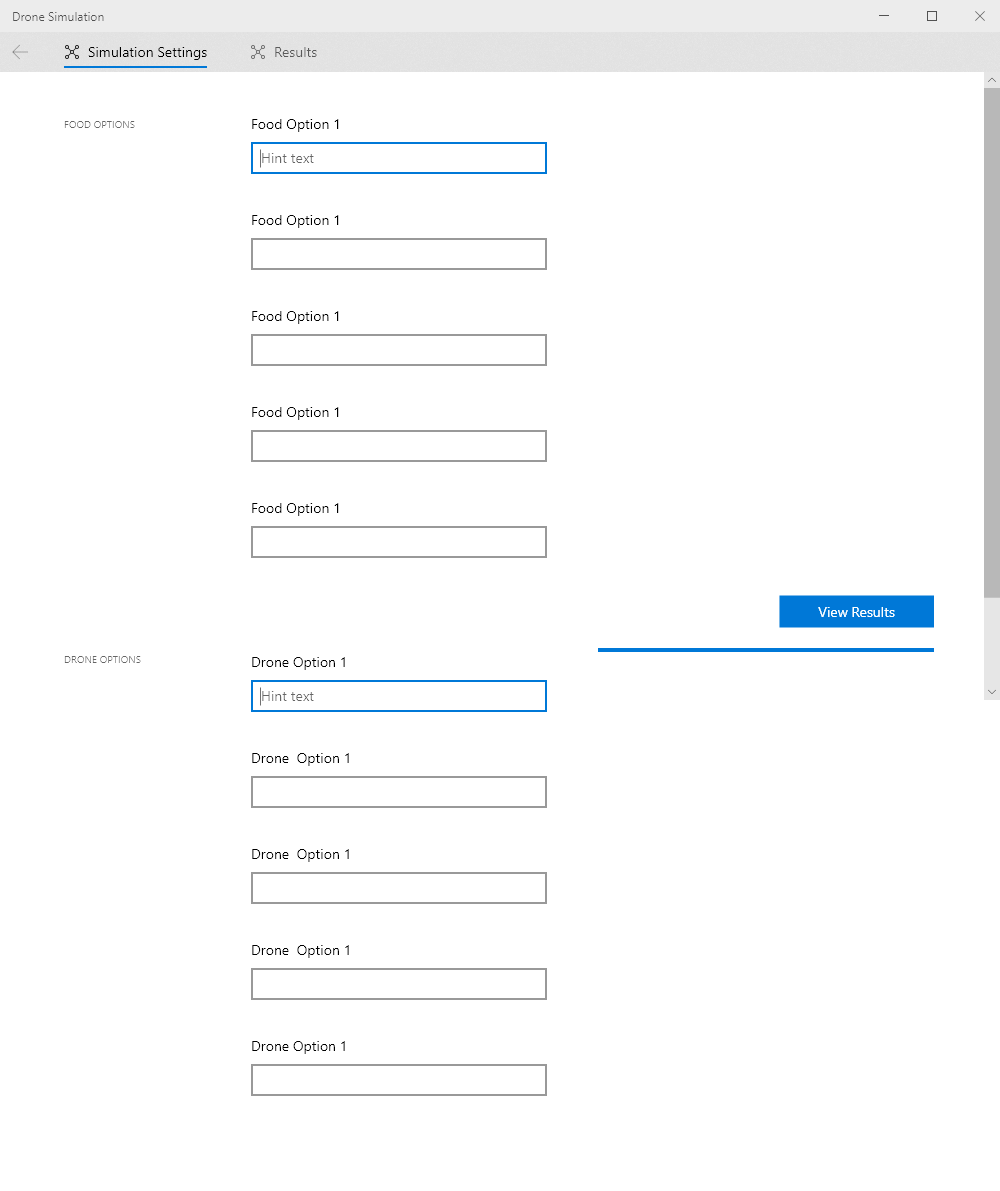 Drone Simulation
Simulation Settings
Results
FOOD OPTIONS
Food Option 1
Hint text
Food Option 1
Food Option 1
Food Option 1
Food Option 1
View Results
DRONE OPTIONS
Drone Option 1
Hint text
Drone  Option 1
Drone  Option 1
Drone  Option 1
Drone Option 1